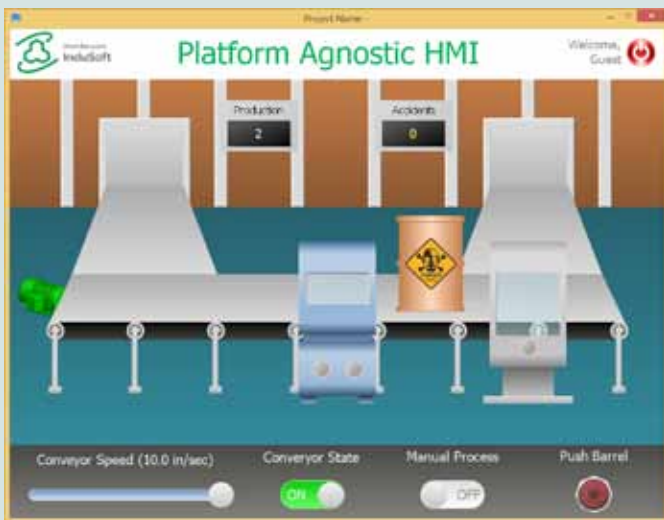 Project Name
InduSoft
Platform Agnostic HMI
Welcome,
Guest
Production
2
Accidents
0
Conveyor Speed (10.0 in/sec)
Converyor State
Manual Process
Push Barrel
ON
OFF